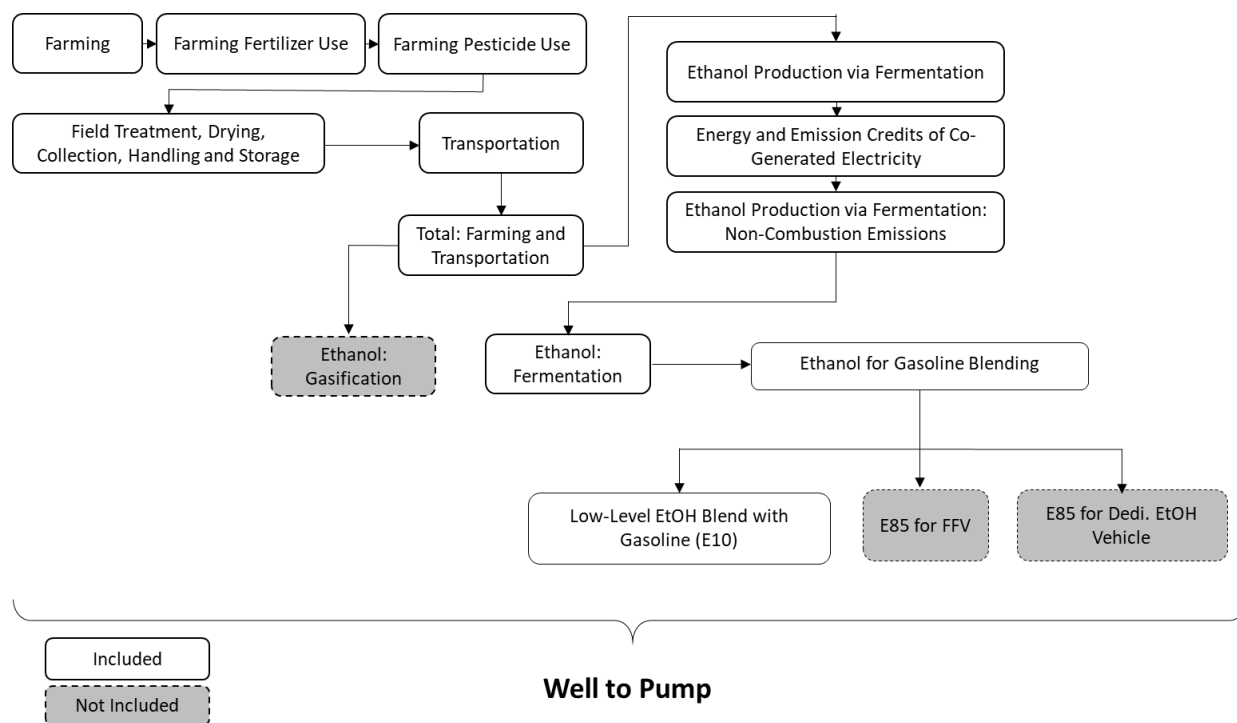 Farming
Farming Fertilizer Use
Farming Pesticide Use
Ethanol Production via Fermentation
Field Treatment, Drying,
Collection, Handling and Storage
Transportation
Energy and Emission Credits of Co-
Generated Electricity
Ethanol Production via Fermentation:
Non-Combustion Emissions
Total: Farming and
Transportation
Ethanol:
Gasification
Ethanol:
Fermentation
Ethanol for Gasoline Blending
Low-Level EtOH Blend with
Gasoline (E10)
E85 for FFV
E85 for Dedi. EtOH
Vehicle
Included
Not Included
Well to Pump